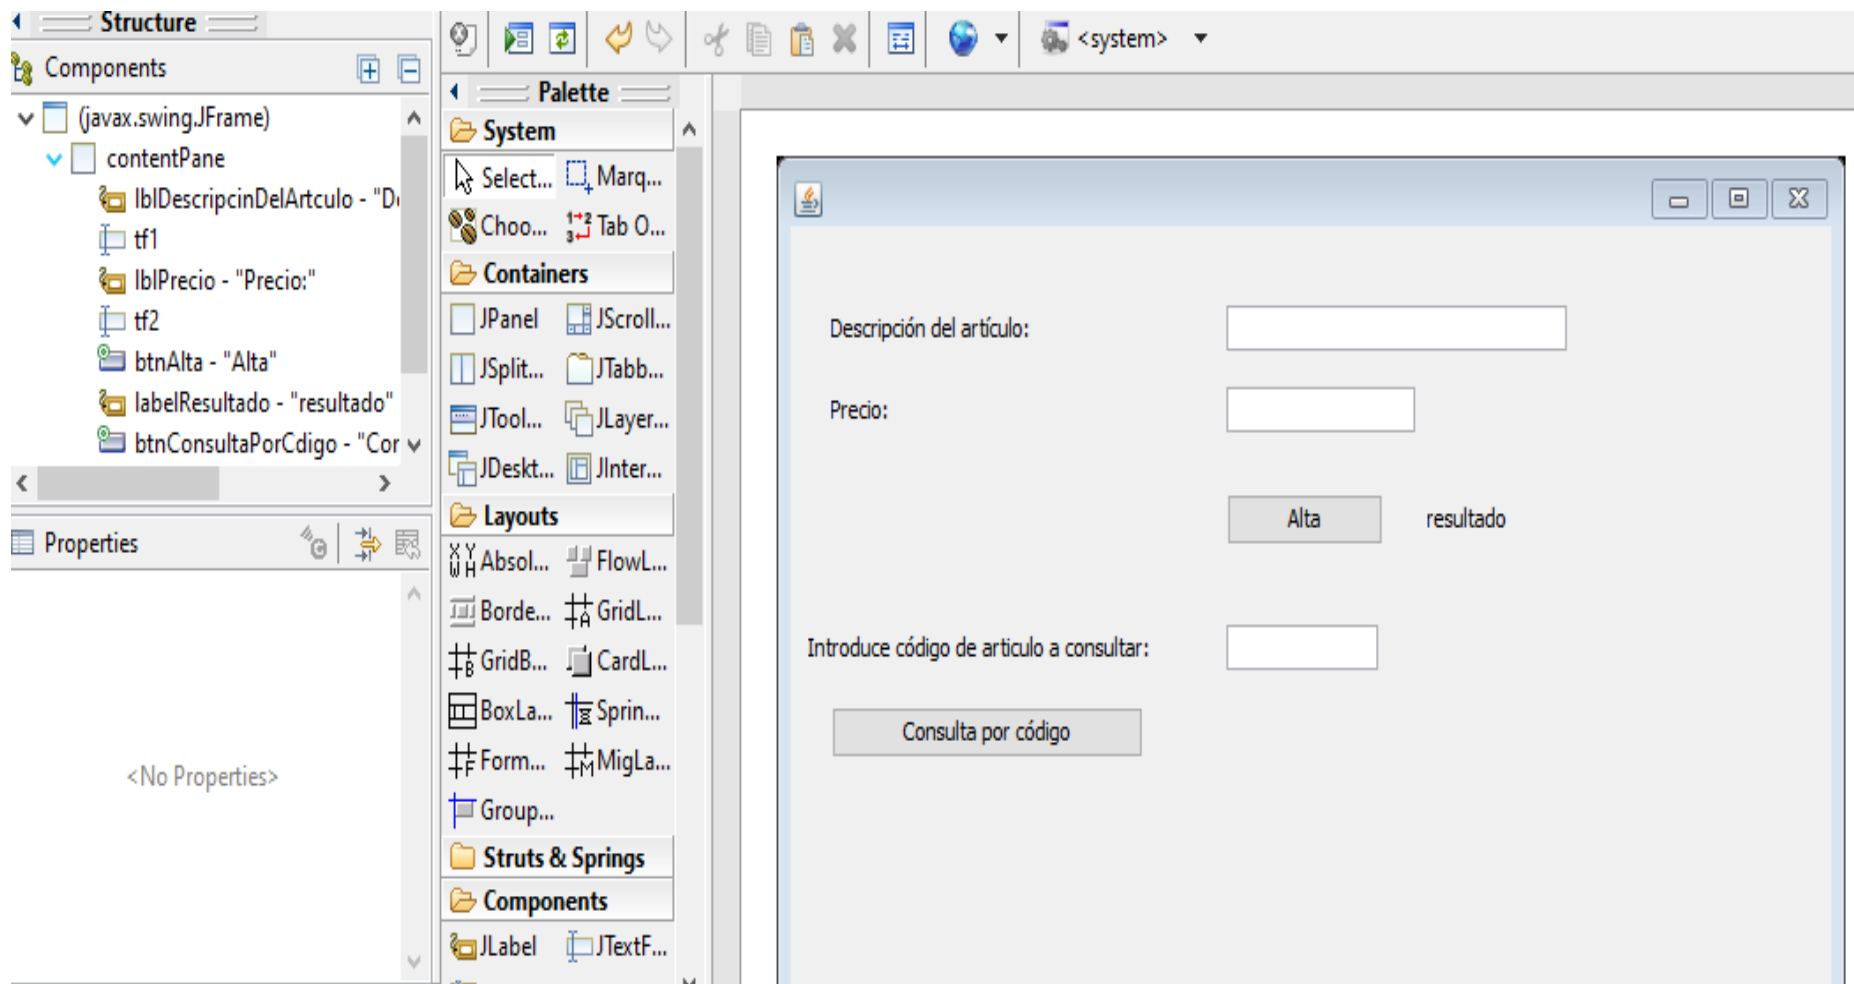 Structure
Components
(javax.swing.JFrame)
contentPane
lblDescripcinDelArtculo - "D
tf1
lblPrecio - "Precio:"
tf2
btnAlta - "Alta"
labelResultado - "resultado"
btnConsultaPorCdigo - "Cor
Properties
<No Properties>
<system>
Palette
System
Select... Marq...
Choo... Tab O...
Containers
JPanel JScroll...
JSplit... JTabb...
JTool... JLayer...
JDeskt... JInter...
Layouts
Absol... FlowL...
Borde... GridL...
GridB... CardL...
BoxLa... Sprin...
Form... MigLa...
Group...
Struts & Springs
Components
JLabel JTextF...
Descripción del artículo:
Precio:
Alta resultado
Introduce código de articulo a consultar:
Consulta por código